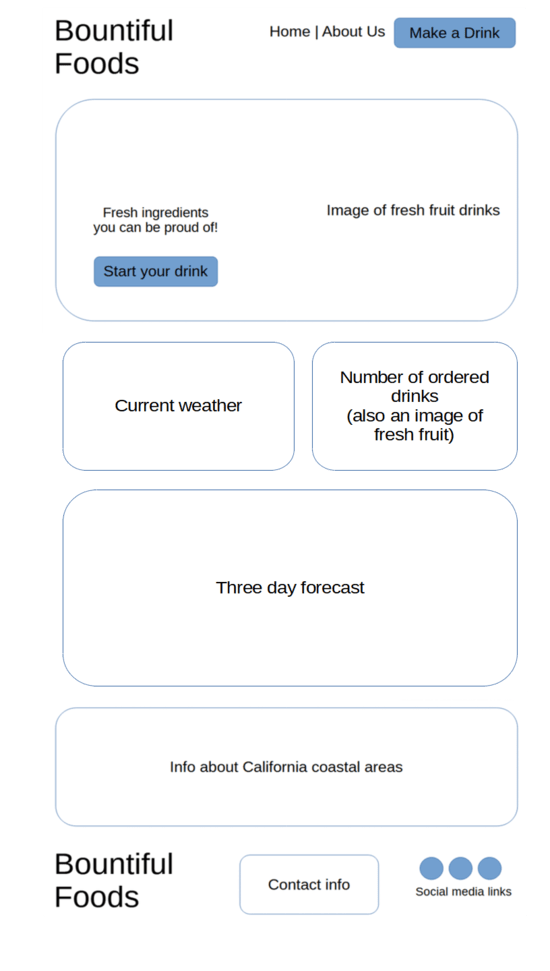 Bountiful
Foods
Home | About Us
Make a Drink
Fresh ingredients
you can be proud of!
Start your drink
Image of fresh fruit drinks
Current weather
Number of ordered
drinks
(also an image of
fresh fruit)
Three day forecast
Info about California coastal areas
Bountiful
Foods
Contact info
Social media links